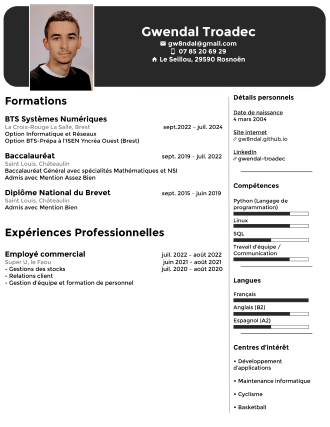 Gwendal Troadec
gw8ndal@gmail.com
07 85 20 69 29
Le Seillou, 29590 Rosnoën
Formations
BTS Systèmes Numériques
La Croix-Rouge La Salle, Brest sept.2022 – juil. 2024
Option Informatique et Réseaux
Option BTS-Prépa à l'ISEN Yncréa Ouest (Brest)
Baccalauréat sept. 2019 – juil. 2022
Saint Louis, Châteaulin
Baccalauréat Général avec spécialités Mathématiques et NSI
Admis avec Mention Assez Bien
Diplôme National du Brevet sept. 2015 – juin 2019
Saint Louis, Châteaulin
Admis avec Mention Bien
Expériences Professionnelles
Employé commercial juil. 2022 – août 2022
Super U, le Faou juin 2021 – août 2021
- Gestions des stocks juil. 2020 – août 2020
- Relations client
- Gestion d'équipe et formation de personnel
Détails personnels
Date de naissance
4 mars 2004
Site internet
gw8ndal.github.io
LinkedIn
gwendal-troadec
Compétences
Python (Langage de
programmation)
Linux
SQL
Travail d'équipe /
Communication
Langues
Français
Anglais (B2)
Espagnol (A2)
Centres d'intérêt
• Développement
d'applications
• Maintenance informatique
• Cyclisme
• Basketball